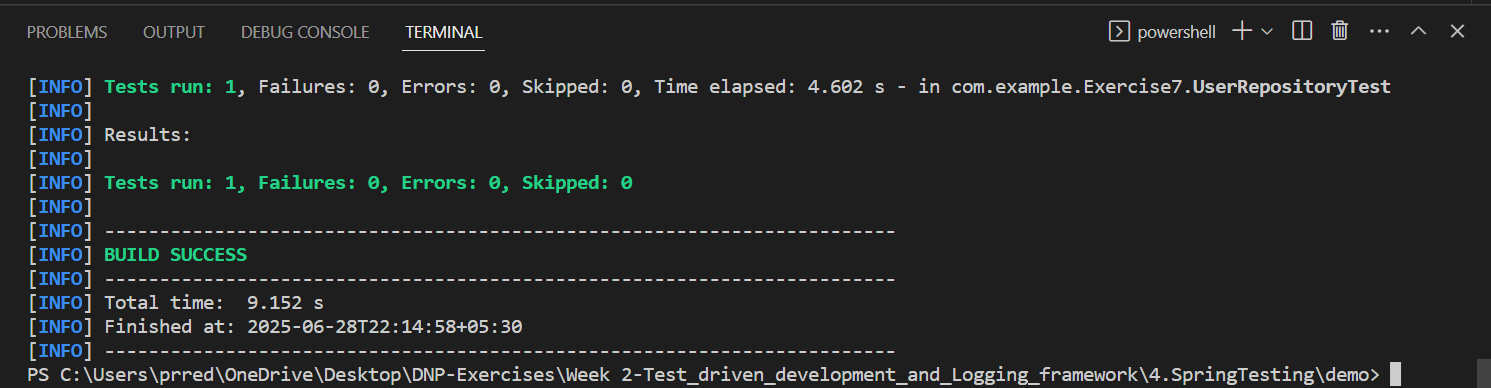 PROBLEMS OUTPUT DEBUG CONSOLE TERMINAL powershell
[INFO] Tests run: 1, Failures: 0, Errors: 0, Skipped: 0, Time elapsed: 4.602 s - in com.example.Exercise7.UserRepositoryTest
[INFO]
[INFO] Results:
[INFO]
[INFO] Tests run: 1, Failures: 0, Errors: 0, Skipped: 0
[INFO]
[INFO] ------------------------------------------------------------------------
[INFO] BUILD SUCCESS
[INFO] ------------------------------------------------------------------------
[INFO] Total time:  9.152 s
[INFO] Finished at: 2025-06-28T22:14:58+05:30
[INFO] ------------------------------------------------------------------------
PS C:\Users\prred\OneDrive\Desktop\DNP-Exercises\Week 2-Test_driven_development_and_Logging_framework\4.SpringTesting\demo>